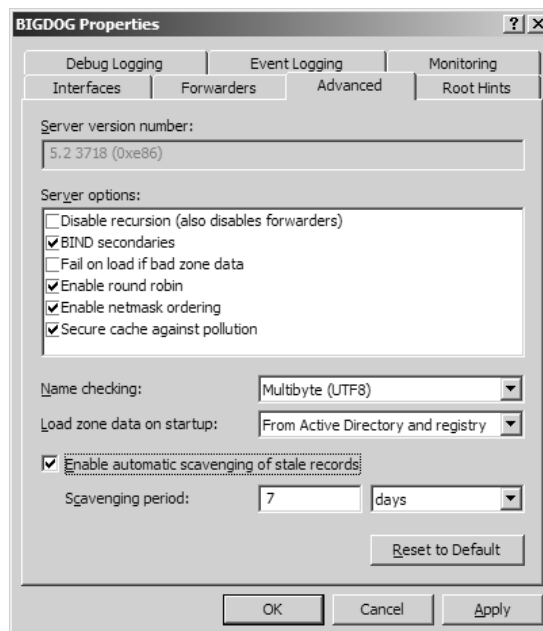 BIGDOG Properties
Debug Logging Event Logging Monitoring
Interfaces Forwarders Advanced Root Hints
Server version number:
5.2 3718 (0xe86)
Server options:
Disable recursion (also disables forwarders)
BIND secondaries
Fail on load if bad zone data
Enable round robin
Enable netmask ordering
Secure cache against pollution
Name checking: Multibyte (UTF8)
Load zone data on startup: From Active Directory and registry
Enable automatic scavenging of stale records
Scavenging period: 7 days
Reset to Default
OK Cancel Apply